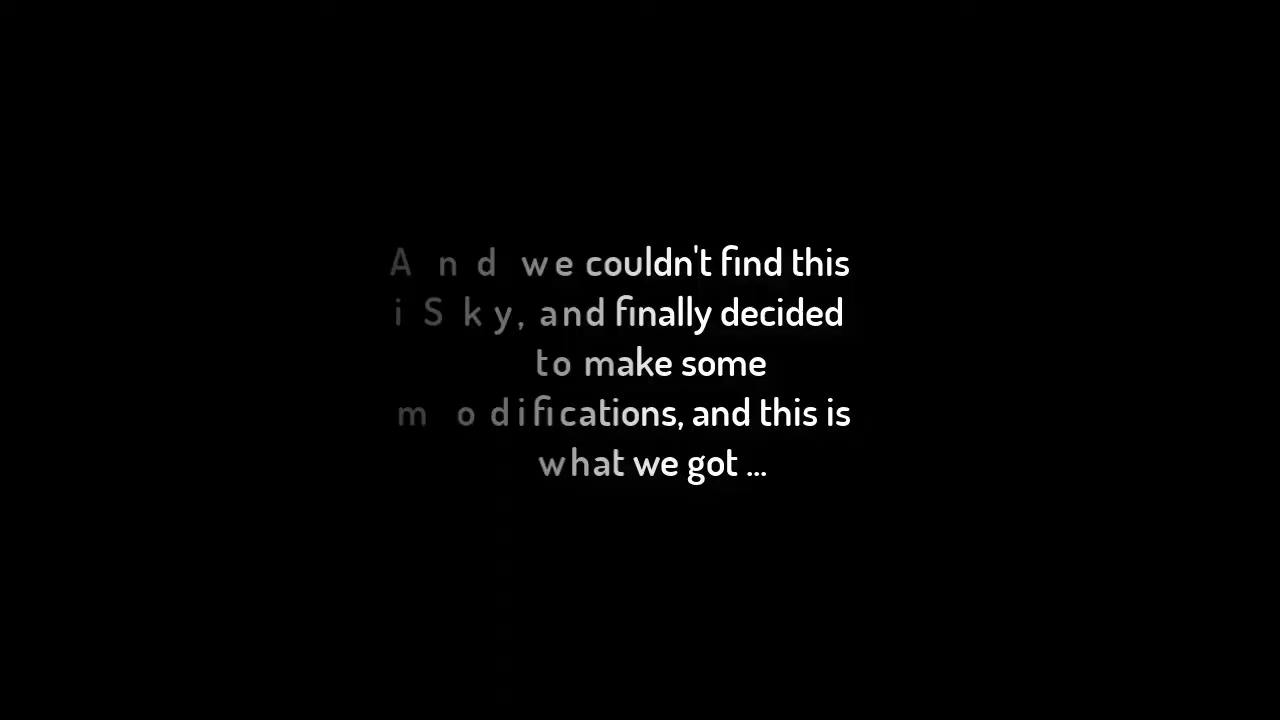 And we couldn't find this
iSky, and finally decided
to make some
modifications, and this is
what we got ...